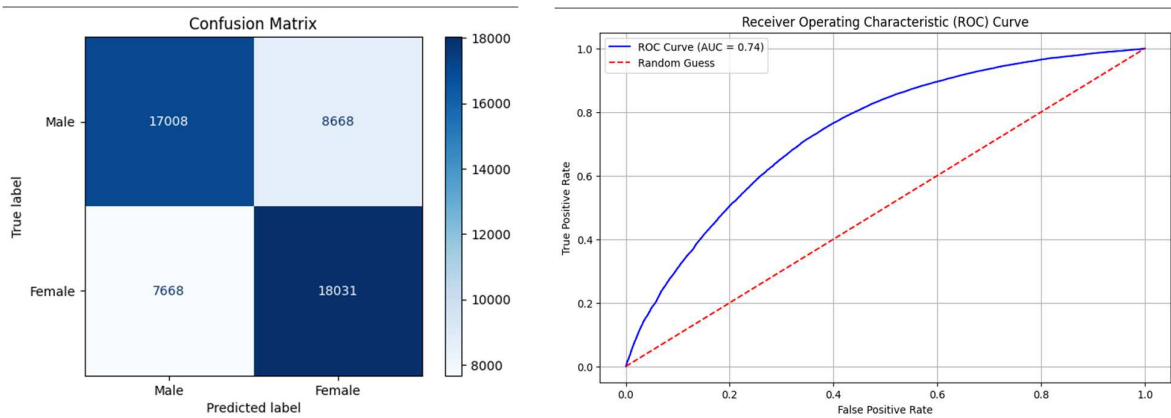 Confusion Matrix
Male
17008
8668
Female
7668
18031
Male
Female
True label
Predicted label
18000
16000
14000
12000
10000
8000
Receiver Operating Characteristic (ROC) Curve
ROC Curve (AUC = 0.74)
Random Guess
1.0
0.8
0.6
0.4
0.2
0.0
True Positive Rate
0.0
0.2
0.4
0.6
0.8
1.0
False Positive Rate